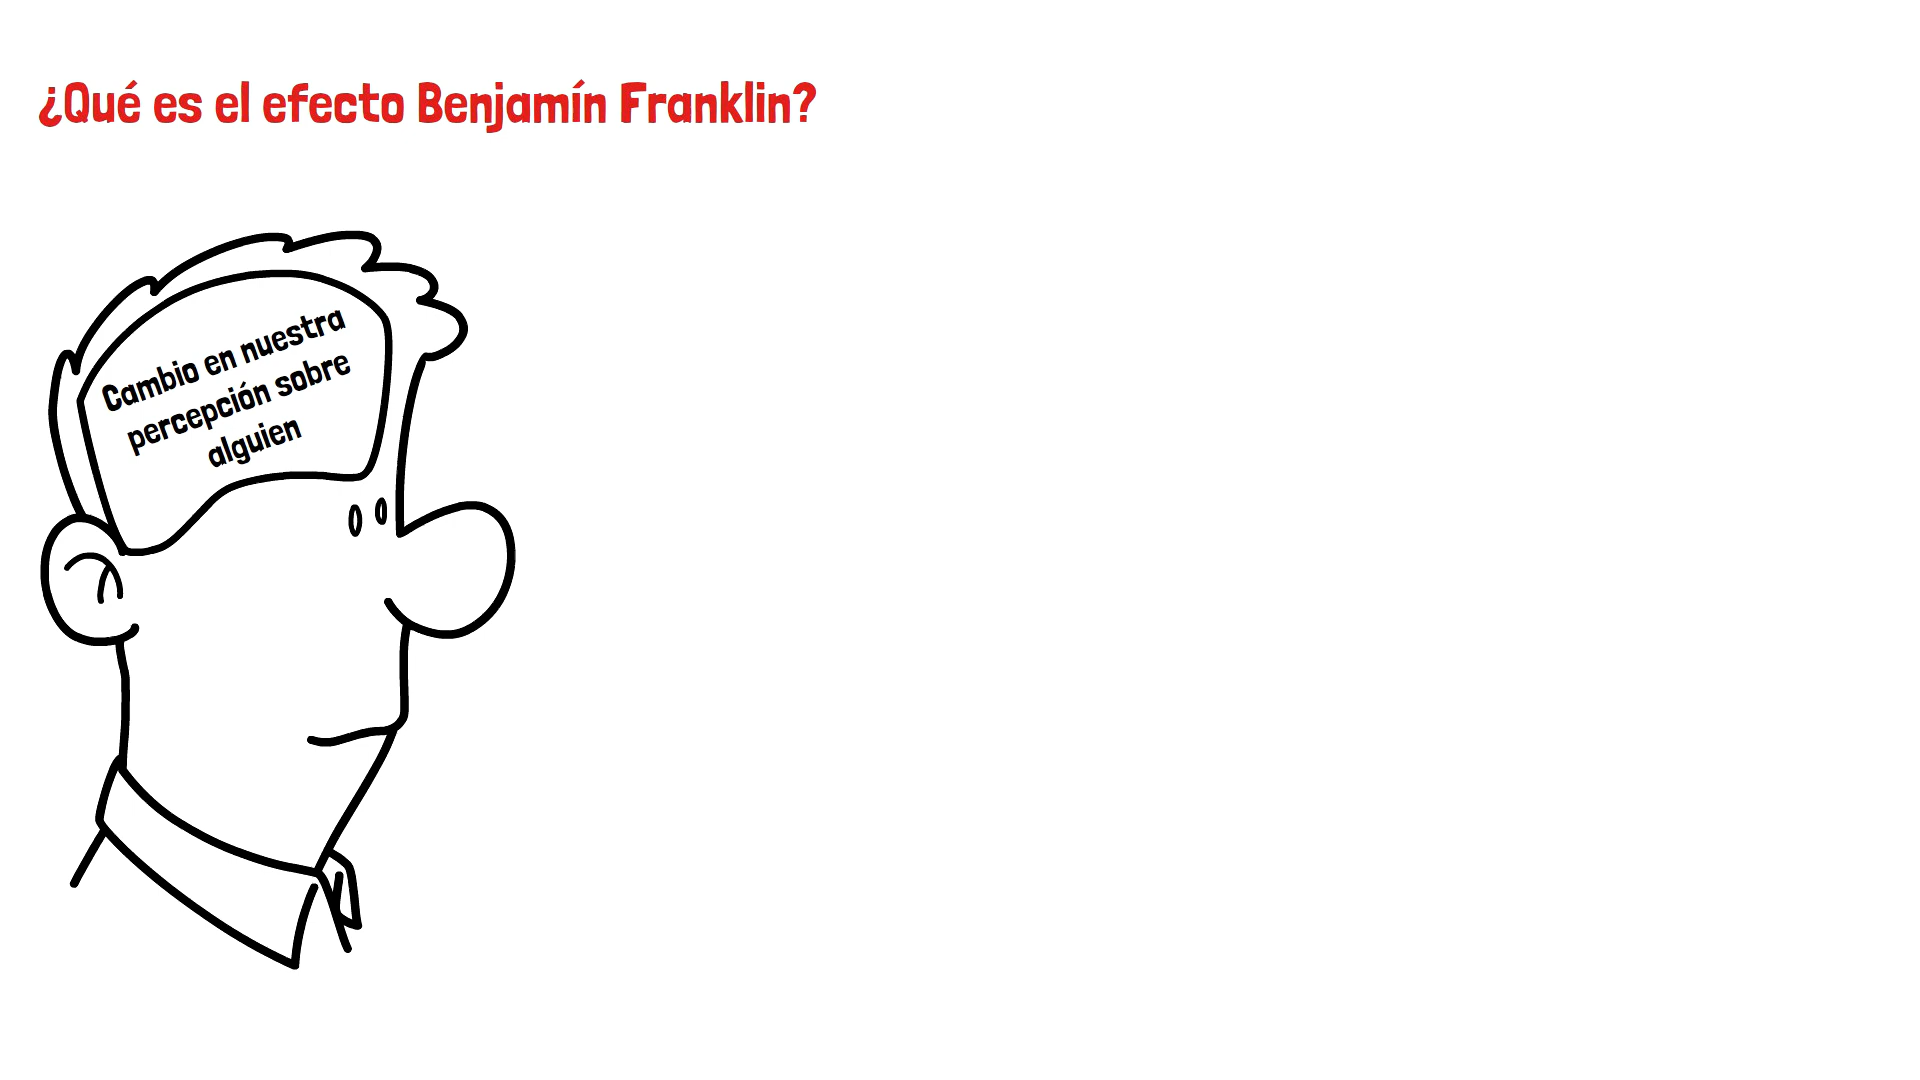 ¿Qué es el efecto Benjamín Franklin?
Cambio en nuestra
percepción sobre
alguien